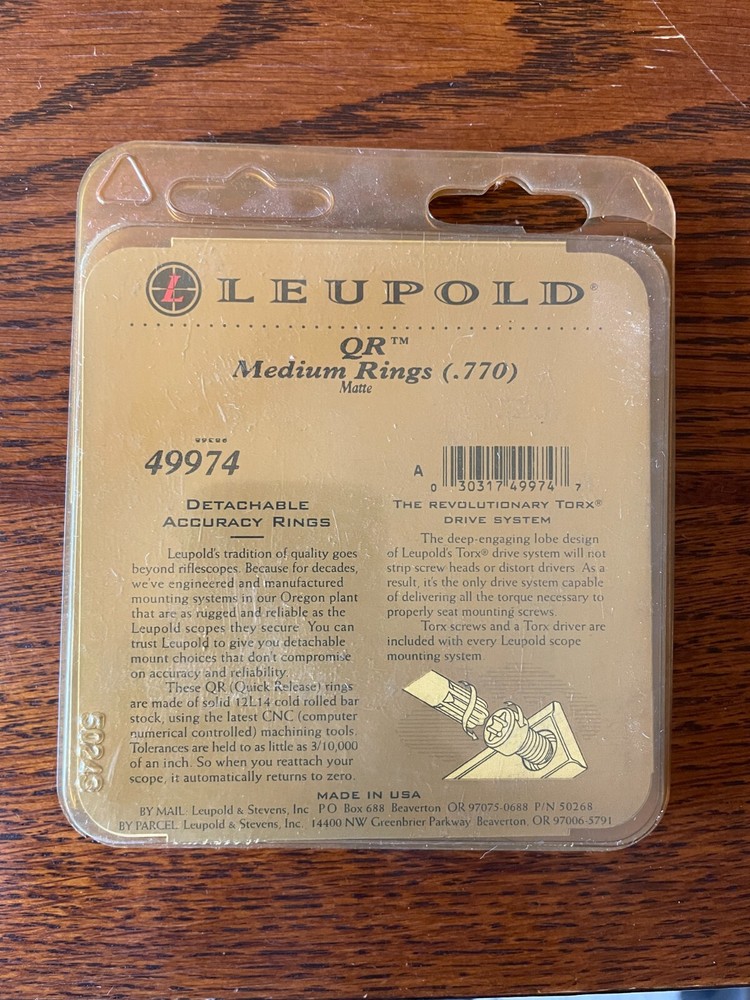 L LEUPOLD®
QR™
Medium Rings (.770)
Matte
49974
A
0 30317 49974 7
DETACHABLE
ACCURACY RINGS
Leupold's tradition of quality goes
beyond riflescopes. Because for decades,
we've engineered and manufactured
mounting systems in our Oregon plant
that are as rugged and reliable as the
Leupold scopes they secure. You can
trust Leupold to give you detachable
mount choices that don't compromise
on accuracy and reliability.
These QR (Quick Release) rings
are made of solid 12L14 cold rolled bar
stock, using the latest CNC (computer
numerical controlled) machining tools.
Tolerances are held to as little as 3/10,000
of an inch. So when you reattach your
scope, it automatically returns to zero.
THE REVOLUTIONARY TORX®
DRIVE SYSTEM
The deep-engaging lobe design
of Leupold's Torx® drive system will not
strip screw heads or distort drivers. As a
result, it's the only drive system capable
of delivering all the torque necessary to
properly seat mounting screws.
Torx screws and a Torx driver are
included with every Leupold scope
mounting system
MADE IN USA
BY MAIL Leupold & Stevens, Inc P O Box 688 Beaverton OR 97075-0688 P/N 50268
BY PARCEL Leupold & Stevens, Inc. 14400 NW Greenbrier Parkway Beaverton, OR 97006-5791